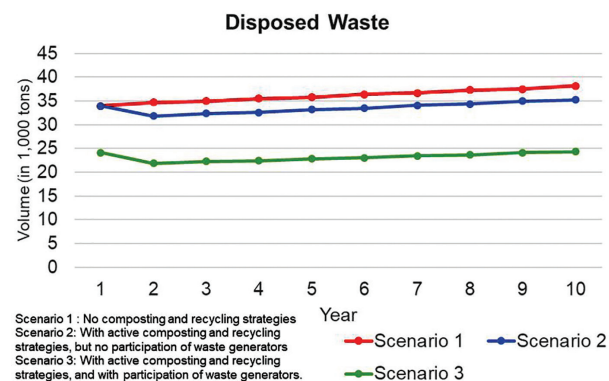 Disposed Waste
45
40
35
30
25
20
15
10
5
0
Volume (in 1,000 tons)
1 2 3 4 5 6 7 8 9 10
Year
Scenario 1 : No composting and recycling strategies
Scenario 2: With active composting and recycling
strategies, but no participation of waste generators
Scenario 3: With active composting and recycling
strategies, and with participation of waste generators.
Scenario 1
Scenario 2
Scenario 3